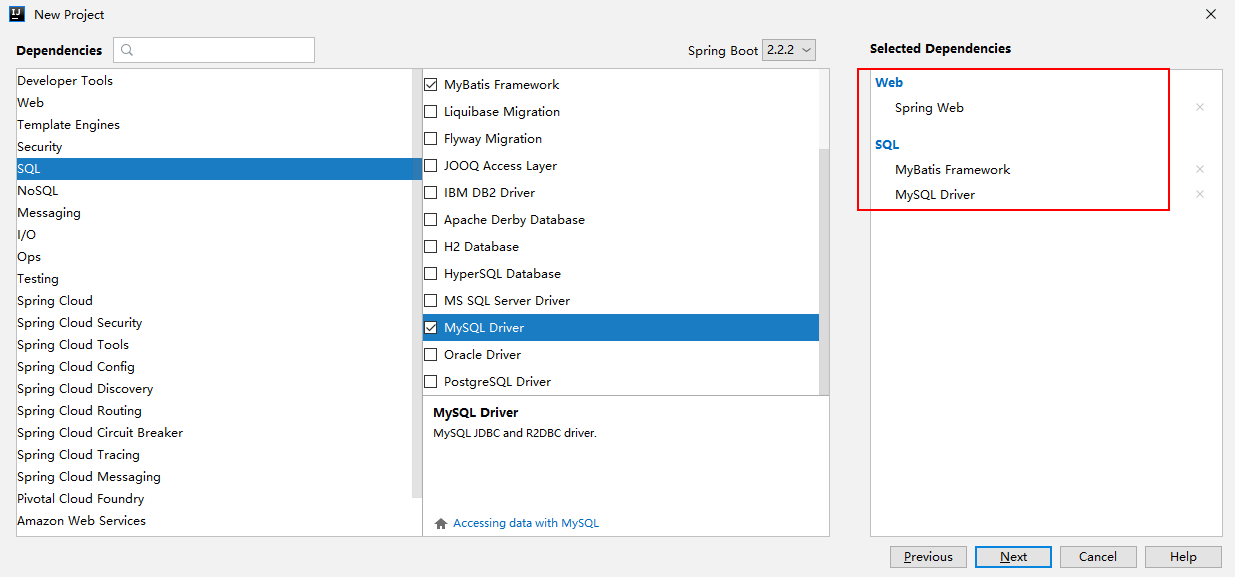 New Project
Dependencies
Spring Boot 2.2.2
Selected Dependencies
Developer Tools
Web
Template Engines
Security
SQL
NoSQL
Messaging
I/O
Ops
Testing
Spring Cloud
Spring Cloud Security
Spring Cloud Tools
Spring Cloud Config
Spring Cloud Discovery
Spring Cloud Routing
Spring Cloud Circuit Breaker
Spring Cloud Tracing
Spring Cloud Messaging
Pivotal Cloud Foundry
Amazon Web Services
MyBatis Framework
Liquibase Migration
Flyway Migration
JOOQ Access Layer
IBM DB2 Driver
Apache Derby Database
H2 Database
HyperSQL Database
MS SQL Server Driver
MySQL Driver
Oracle Driver
PostgreSQL Driver
MySQL Driver
MySQL JDBC and R2DBC driver.
Accessing data with MySQL
Web
Spring Web
SQL
MyBatis Framework
MySQL Driver
Previous
Next
Cancel
Help